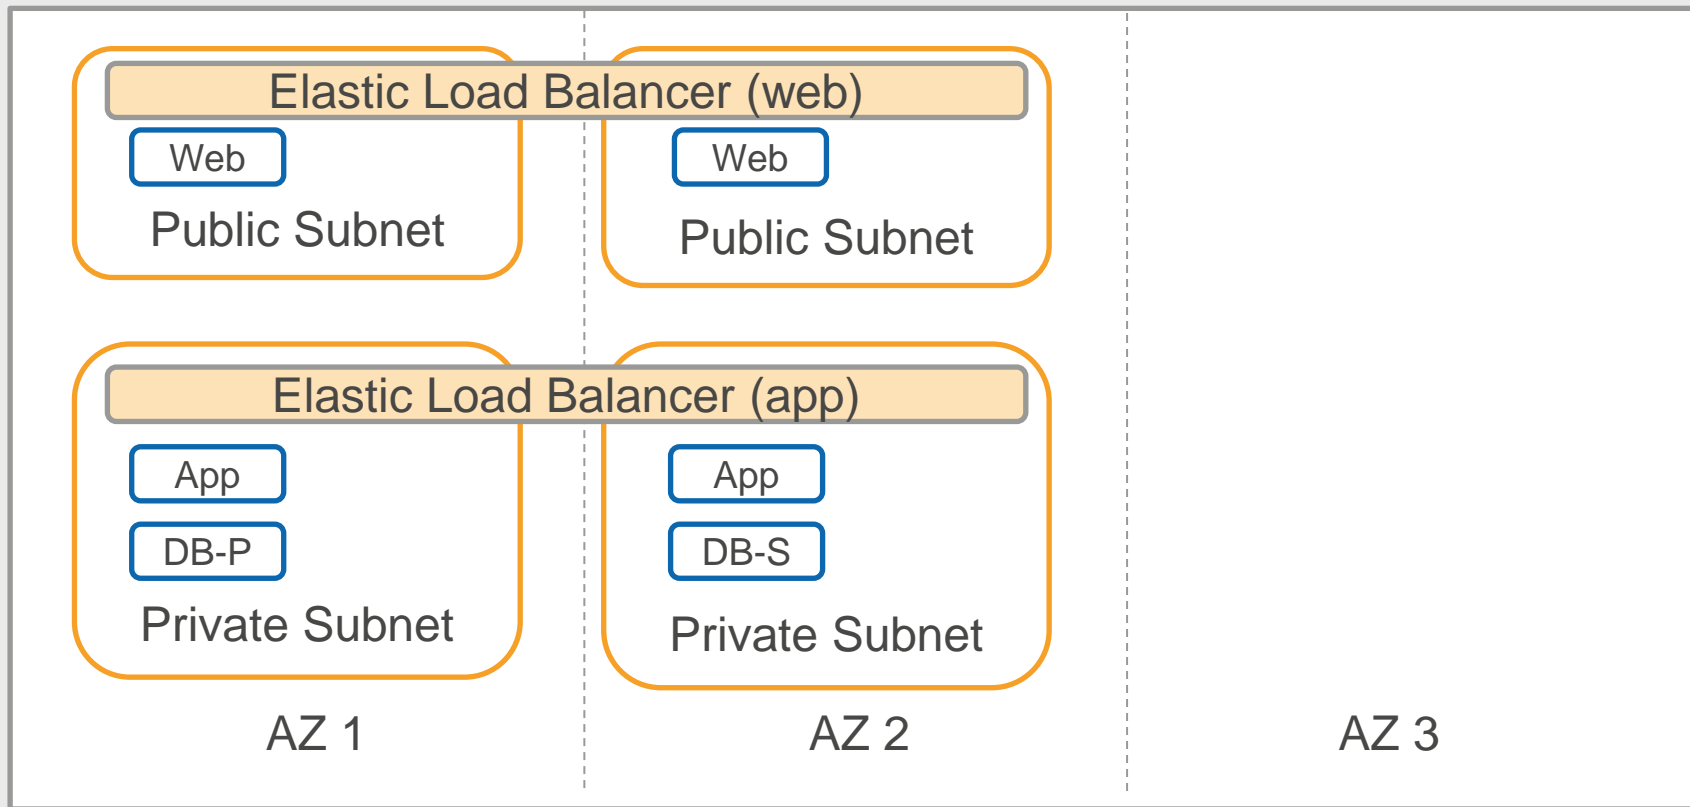 Elastic Load Balancer (web)
Web
Web
Public Subnet
Public Subnet
Elastic Load Balancer (app)
App
App
DB-P
DB-S
Private Subnet
Private Subnet
AZ 1
AZ 2
AZ 3